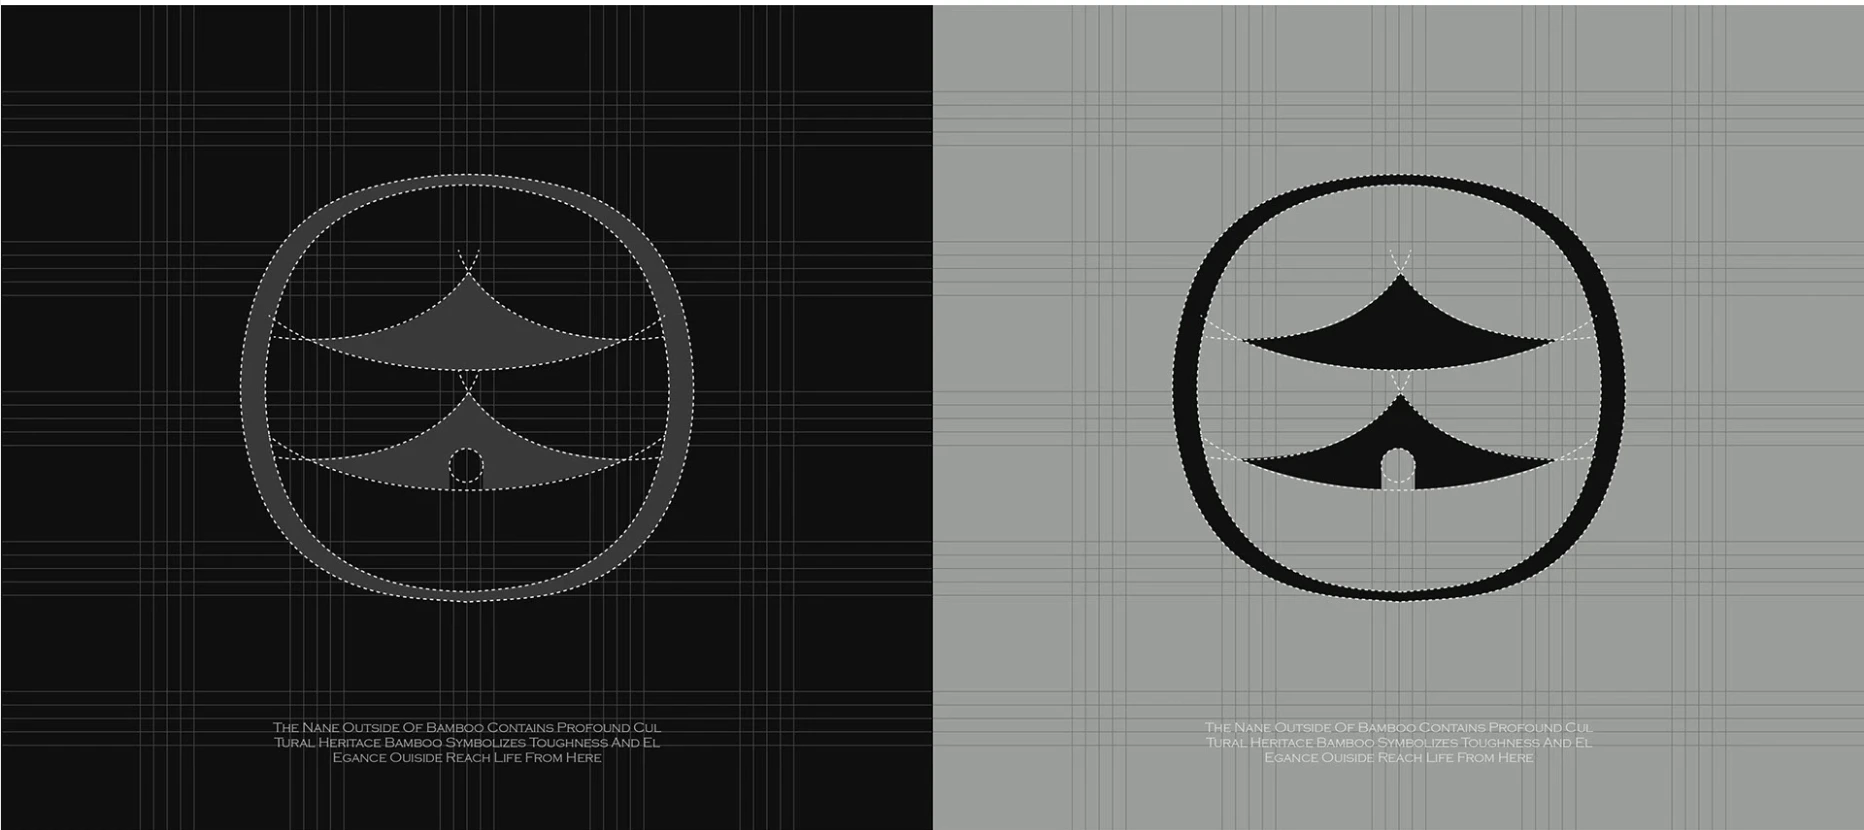 The Nane Outside Of Bamboo Contains Profound Cul
Tural Heritace Bamboo Symbolizes Toughness And El
Egance Ouiside Reach Life From Here
The Nane Outside Of Bamboo Contains Profound Cul
Tural Heritace Bamboo Symbolizes Toughness And El
Egance Ouiside Reach Life From Here